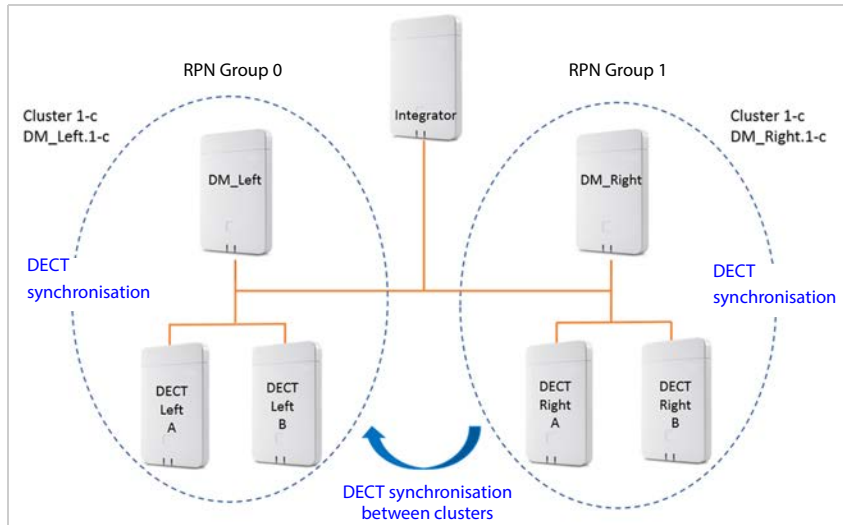 RPN Group 0
RPN Group 1
Integrator
Cluster 1-c
DM_Left.1-c
Cluster 1-c
DM_Right.1-c
DM_Left
DM_Right
DECT
synchronisation
DECT
synchronisation
DECT
Left
A
DECT
Left
B
DECT
Right
A
DECT
Right
B
DECT synchronisation
between clusters